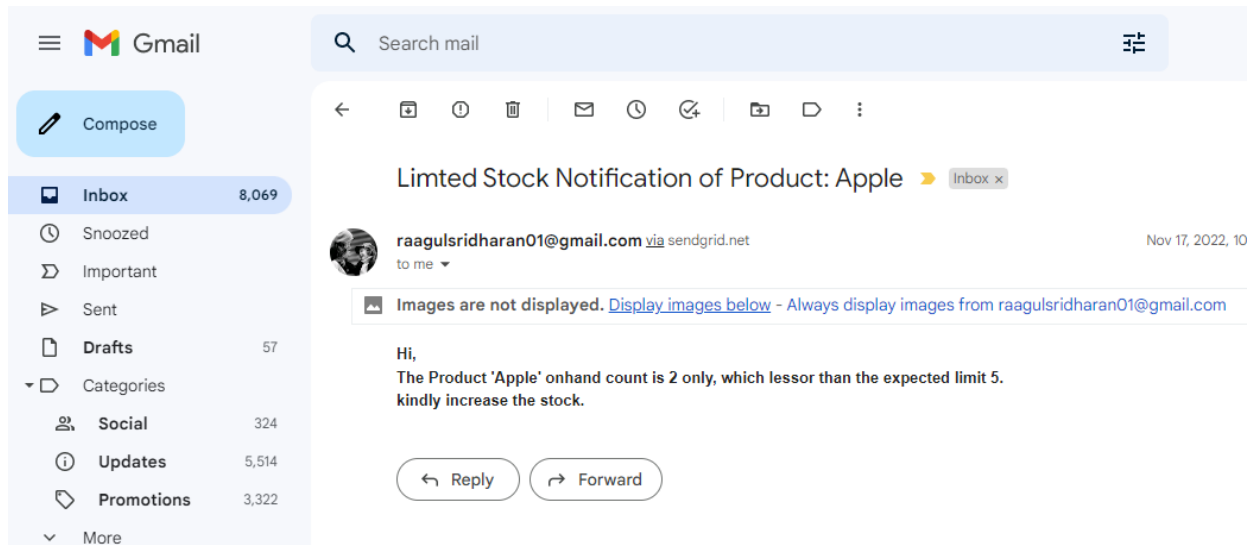 Gmail
Search mail
Compose
Inbox 8,069
Snoozed
Important
Sent
Drafts 57
Categories
Social 324
Updates 5,514
Promotions 3,322
More
Limted Stock Notification of Product: Apple Inbox ×
raagulsridharan01@gmail.com via sendgrid.net Nov 17, 2022, 10
to me
Images are not displayed. Display images below - Always display images from raagulsridharan01@gmail.com
Hi,
The Product 'Apple' onhand count is 2 only, which lessor than the expected limit 5.
kindly increase the stock.
Reply Forward